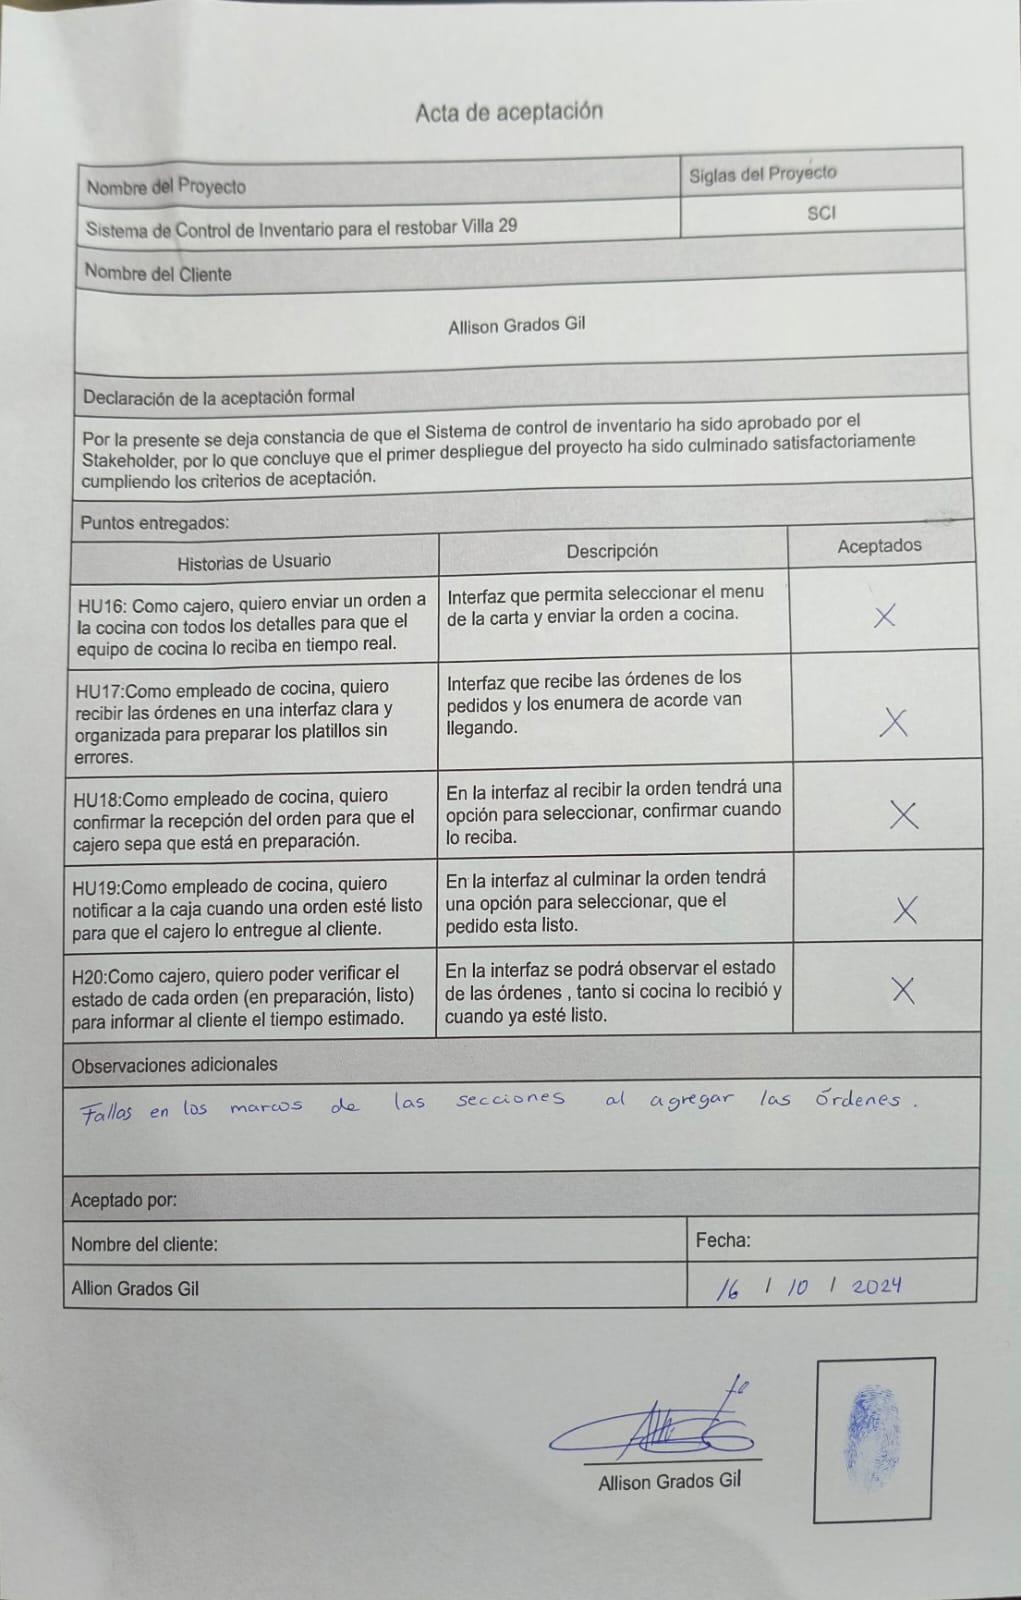 Acta de aceptación
Nombre del Proyecto
Siglas del Proyecto
Sistema de Control de Inventario para el restobar Villa 29
SCI
Nombre del Cliente
Allison Grados Gil
Declaración de la aceptación formal
Por la presente se deja constancia de que el Sistema de control de inventario ha sido aprobado por el
Stakeholder, por lo que concluye que el primer despliegue del proyecto ha sido culminado satisfactoriamente
cumpliendo los criterios de aceptación.
Puntos entregados:
Historias de Usuario
Descripción
Aceptados
HU16: Como cajero, quiero enviar un orden a
la cocina con todos los detalles para que el
equipo de cocina lo reciba en tiempo real.
Interfaz que permita seleccionar el menu
de la carta y enviar la orden a cocina.
X
HU17:Como empleado de cocina, quiero
recibir las órdenes en una interfaz clara y
organizada para preparar los platillos sin
errores.
Interfaz que recibe las órdenes de los
pedidos y los enumera de acorde van
llegando.
X
HU18:Como empleado de cocina, quiero
confirmar la recepción del orden para que el
cajero sepa que está en preparación.
En la interfaz al recibir la orden tendrá una
opción para seleccionar, confirmar cuando
lo reciba.
X
HU19:Como empleado de cocina, quiero
notificar a la caja cuando una orden esté listo
para que el cajero lo entregue al cliente.
En la interfaz al culminar la orden tendrá
una opción para seleccionar, que el
pedido esta listo.
X
H20:Como cajero, quiero poder verificar el
estado de cada orden (en preparación, listo)
para informar al cliente el tiempo estimado.
En la interfaz se podrá observar el estado
de las órdenes , tanto si cocina lo recibió y
cuando ya esté listo.
X
Observaciones adicionales
Fallas en los marcos de las secciones al agregar las órdenes.
Aceptado por:
Nombre del cliente:
Fecha:
Allion Grados Gil
16 / 10 / 2024
Allison Grados Gil